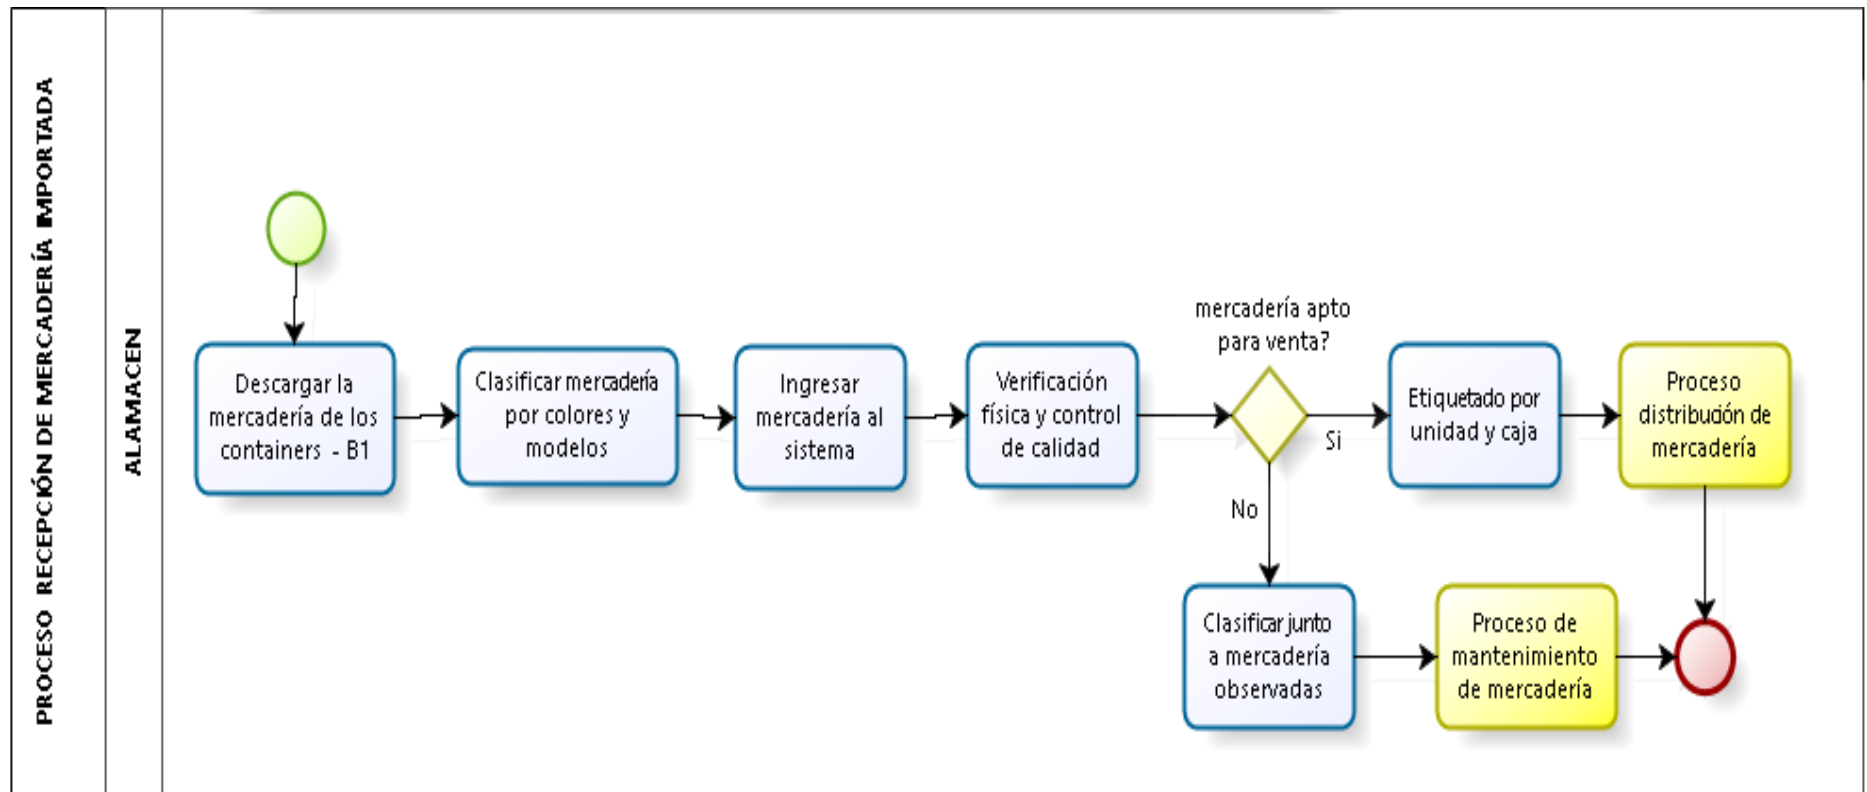 PROCESO RECEPCIÓN DE MERCADERÍA IMPORTADA
ALAMACEN
Descargar la
mercadería de los
containers - B1
Clasificar mercadería
por colores y
modelos
Ingresar
mercadería al
sistema
Verificación
física y control
de calidad
mercadería apto
para venta?
Si
Etiquetado por
unidad y caja
Proceso
distribución de
mercadería
No
Clasificar junto
a mercadería
observadas
Proceso de
mantenimiento
de mercadería